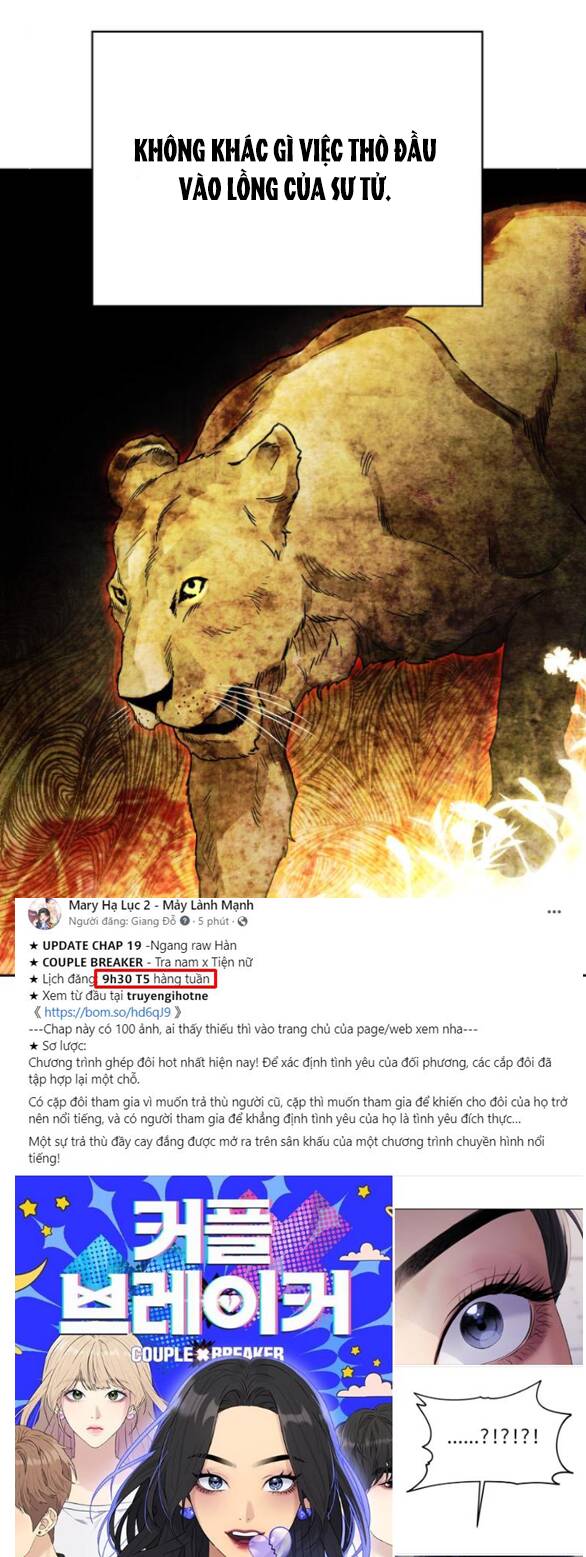 KHÔNG KHÁC GÌ VIỆC THÒ ĐẦU
VÀO LỒNG CỦA SƯ TỬ.
Mary Hạ Lục 2 - Mảy Lành Mạnh
Người đăng: Giang Đỗ · 5 phút ·
★ UPDATE CHAP 19 -Ngang raw Hàn
★ COUPLE BREAKER - Tra nam x Tiện nữ
★ Lịch đăng 9h30 T5 hàng tuần
★ Xem từ đầu tại truyengihotne
《 https://bom.so/hd6qJ9 》
---Chap này có 100 ảnh, ai thấy thiếu thì vào trang chủ của page/web xem nha---
★ Sơ lược:
Chương trình ghép đôi hot nhất hiện nay! Để xác định tình yêu của đối phương, các cắp đôi đã
tập hợp lại một chỗ.
Có cặp đôi tham gia vì muốn trả thù người cũ, cặp thì muốn tham gia để khiến cho đôi của họ trở
nên nổi tiếng, và có người tham gia để khẳng định tình yêu của họ là tình yêu đích thực...
Một sự trả thù đầy cay đắng được mở ra trên sân khấu của một chương trình chuyền hình nổi
tiếng!
커플
브레이커
COUPLE✖BREAKER
......?!?!?!